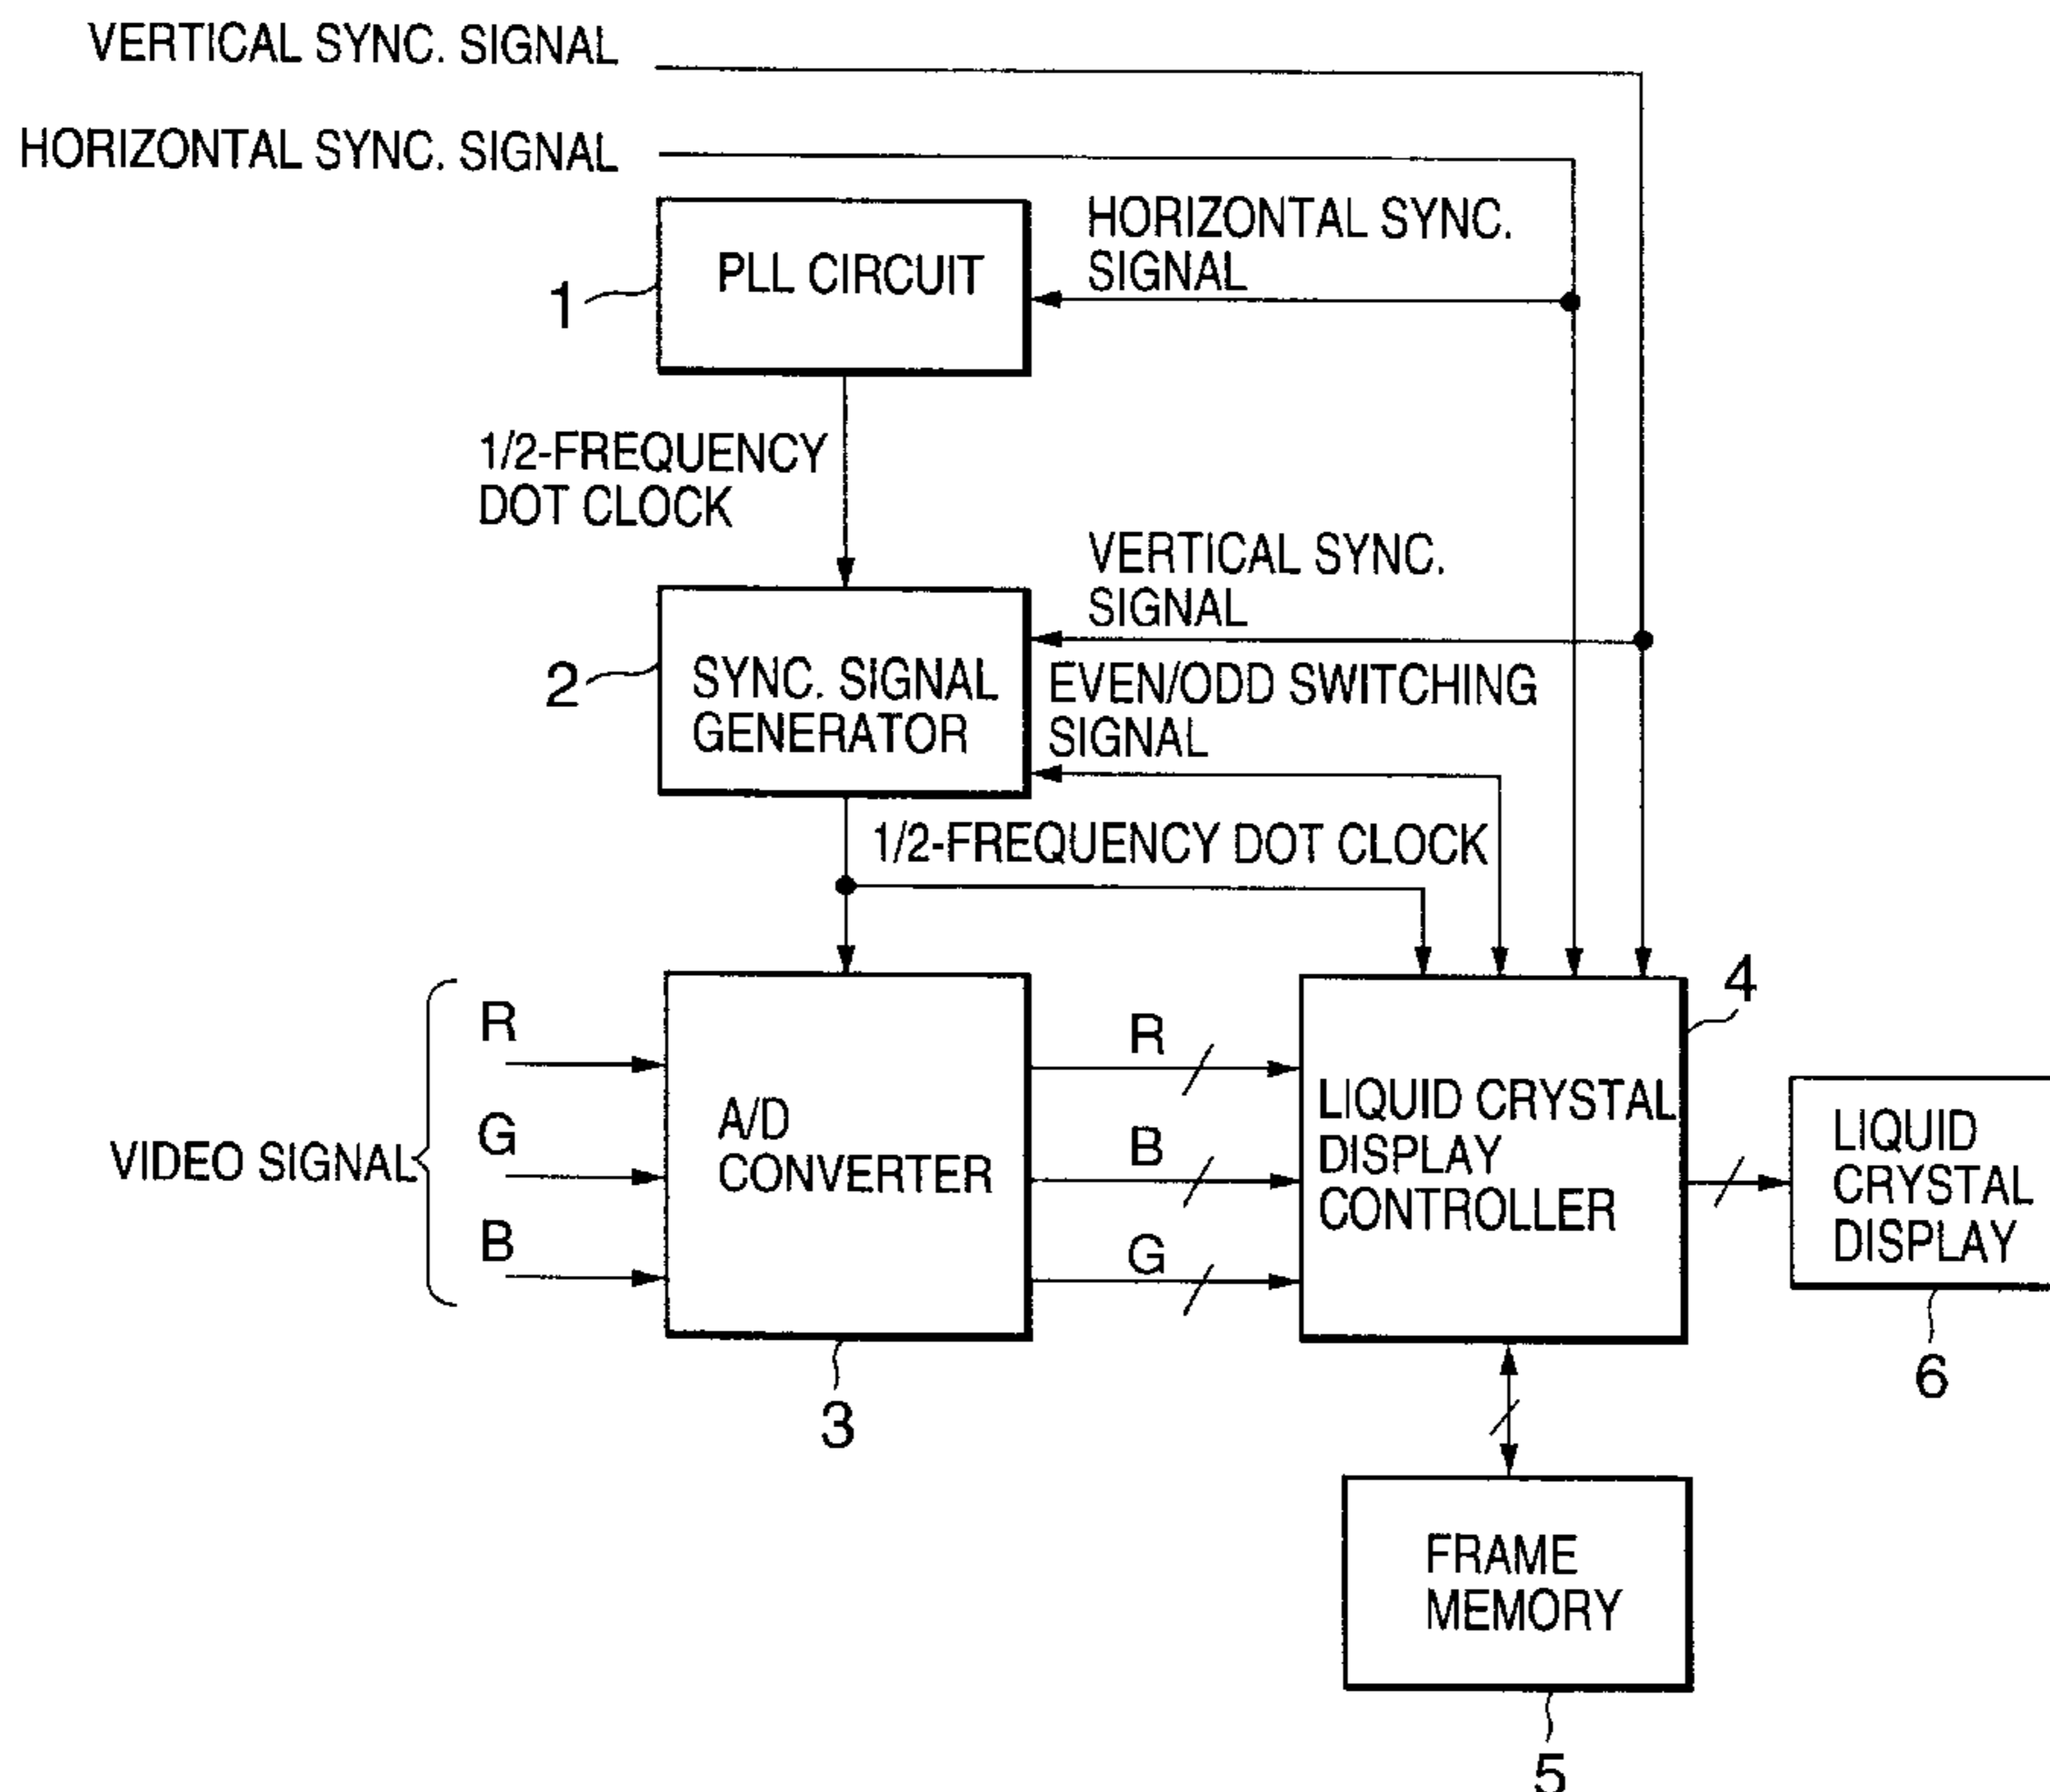 VERTICAL SYNC. SIGNAL
HORIZONTAL SYNC. SIGNAL
HORIZONTAL SYNC.
SIGNAL
PLL CIRCUIT
1
1/2-FREQUENCY
DOT CLOCK
VERTICAL SYNC.
SIGNAL
2
SYNC. SIGNAL
GENERATOR
EVEN/ODD SWITCHING
SIGNAL
1/2-FREQUENCY DOT CLOCK
4
VIDEO SIGNAL
R
G
B
A/D
CONVERTER
3
R
B
G
LIQUID CRYSTAL
DISPLAY
CONTROLLER
LIQUID
CRYSTAL
DISPLAY
6
FRAME
MEMORY
5